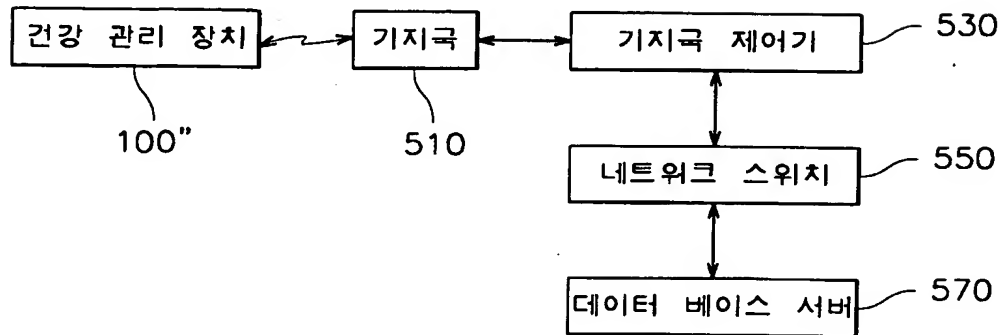 건강 관리 장치
기지국
기지국 제어기
530
100”
510
네트워크 스위치
550
데이터 베이스 서버
570